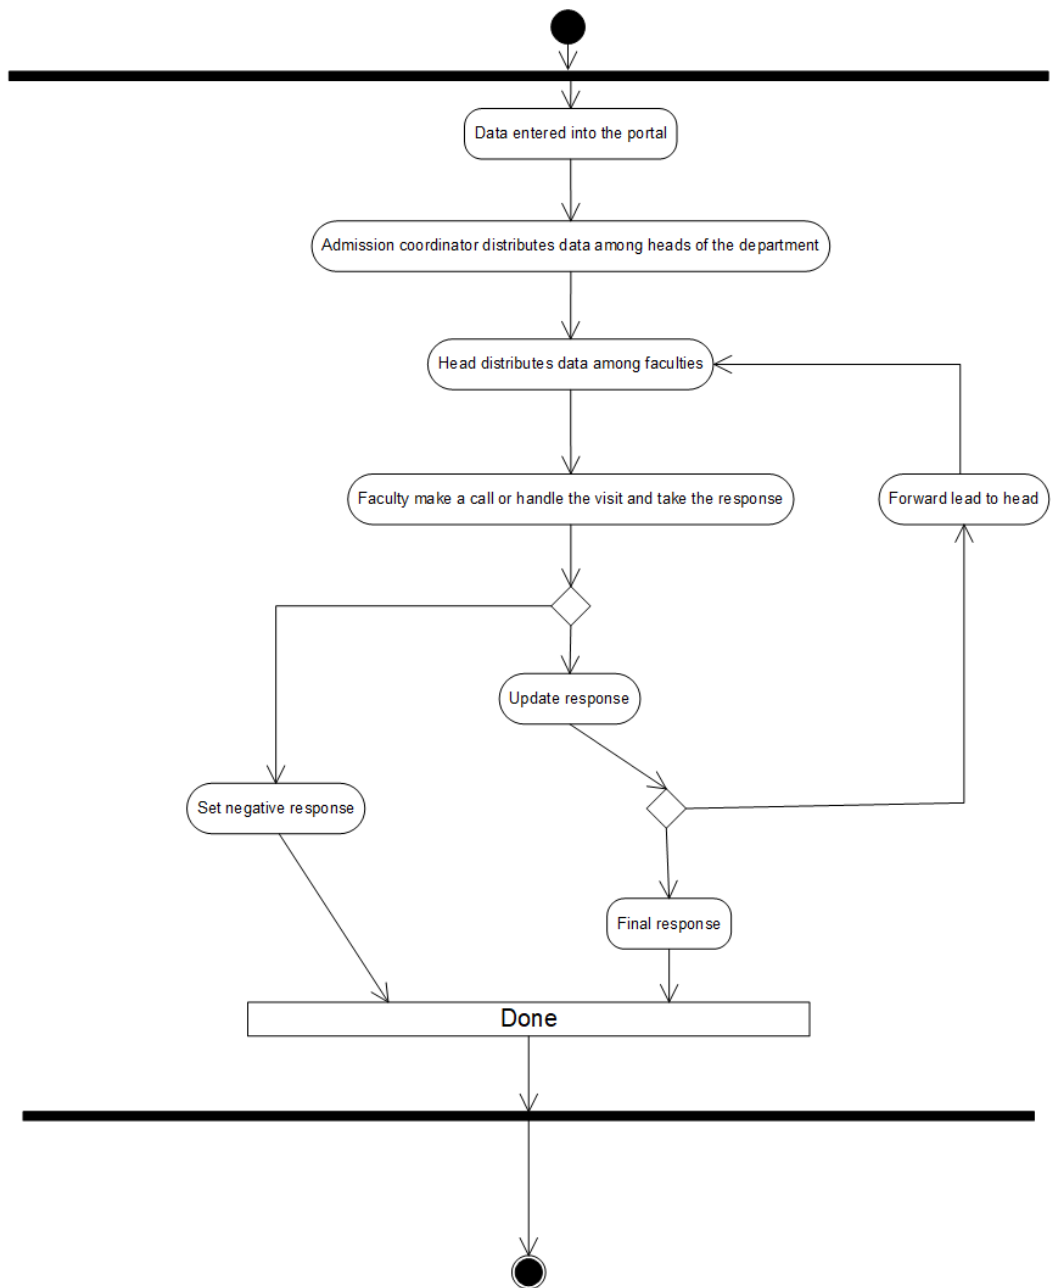 Data entered into the portal
Admission coordinator distributes data among heads of the department
Head distributes data among faculties
Faculty make a call or handle the visit and take the response
Forward lead to head
Update response
Set negative response
Final response
Done